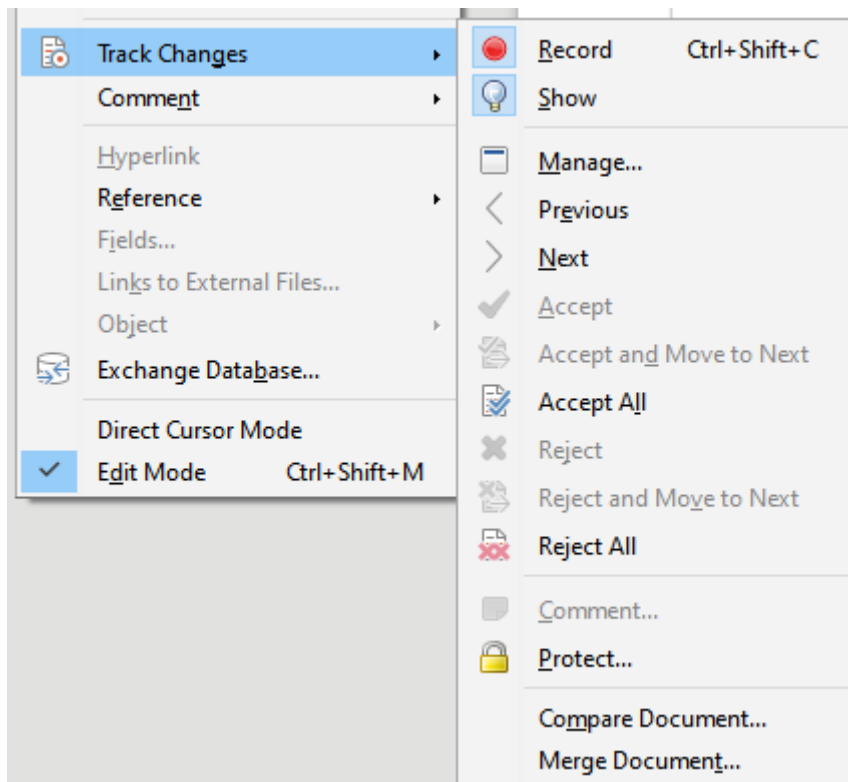 Track Changes
Comment
Hyperlink
Reference
Fields...
Links to External Files...
Object
Exchange Database...
Direct Cursor Mode
Edit Mode Ctrl+Shift+M
Record Ctrl+Shift+C
Show
Manage...
Previous
Next
Accept
Accept and Move to Next
Accept All
Reject
Reject and Move to Next
Reject All
Comment...
Protect...
Compare Document...
Merge Document...